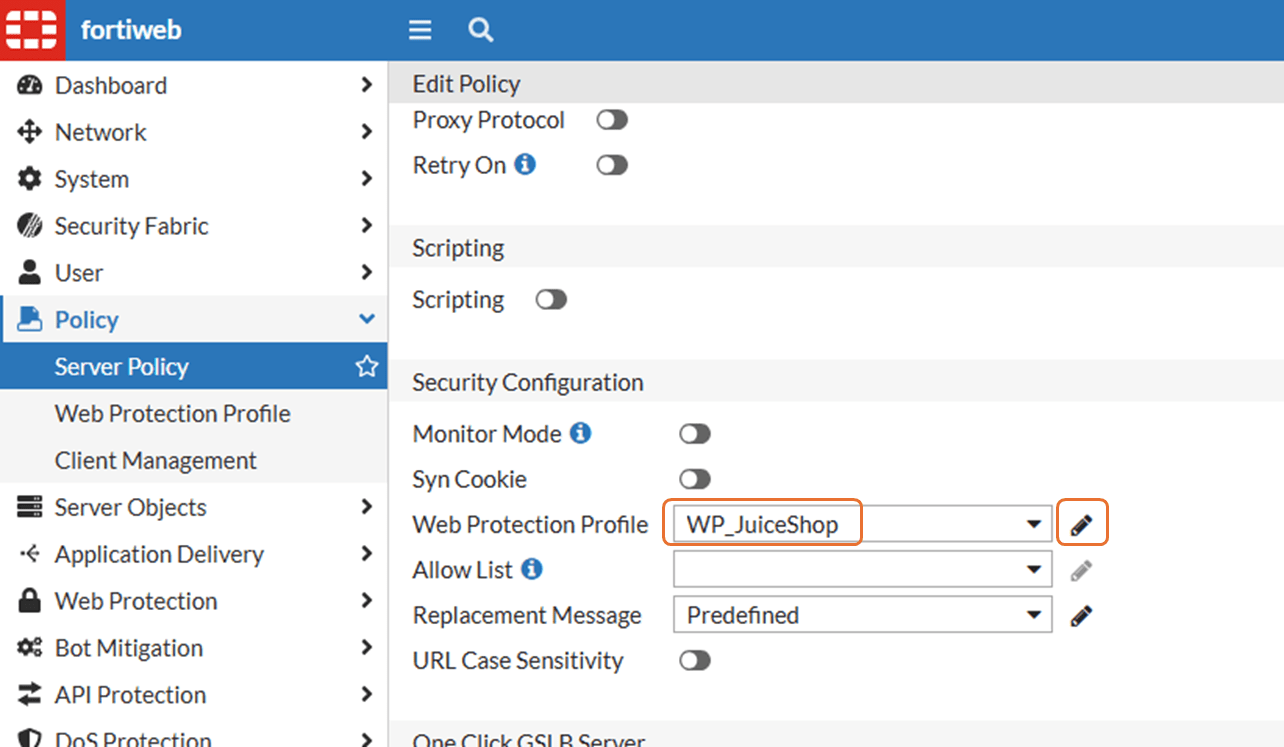 fortiweb
Dashboard
Network
System
Security Fabric
User
Policy
Server Policy
Web Protection Profile
Client Management
Server Objects
Application Delivery
Web Protection
Bot Mitigation
API Protection
DoS Protection
Edit Policy
Proxy Protocol
Retry On
Scripting
Scripting
Security Configuration
Monitor Mode
Syn Cookie
Web Protection Profile WP_JuiceShop
Allow List
Replacement Message Predefined
URL Case Sensitivity
One Click GSLB Server